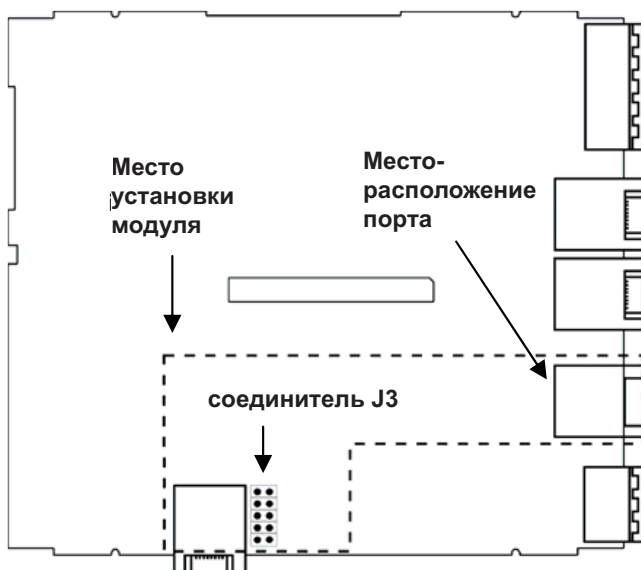 Место
установки
модуля
Место-
расположение
порта
соединитель J3